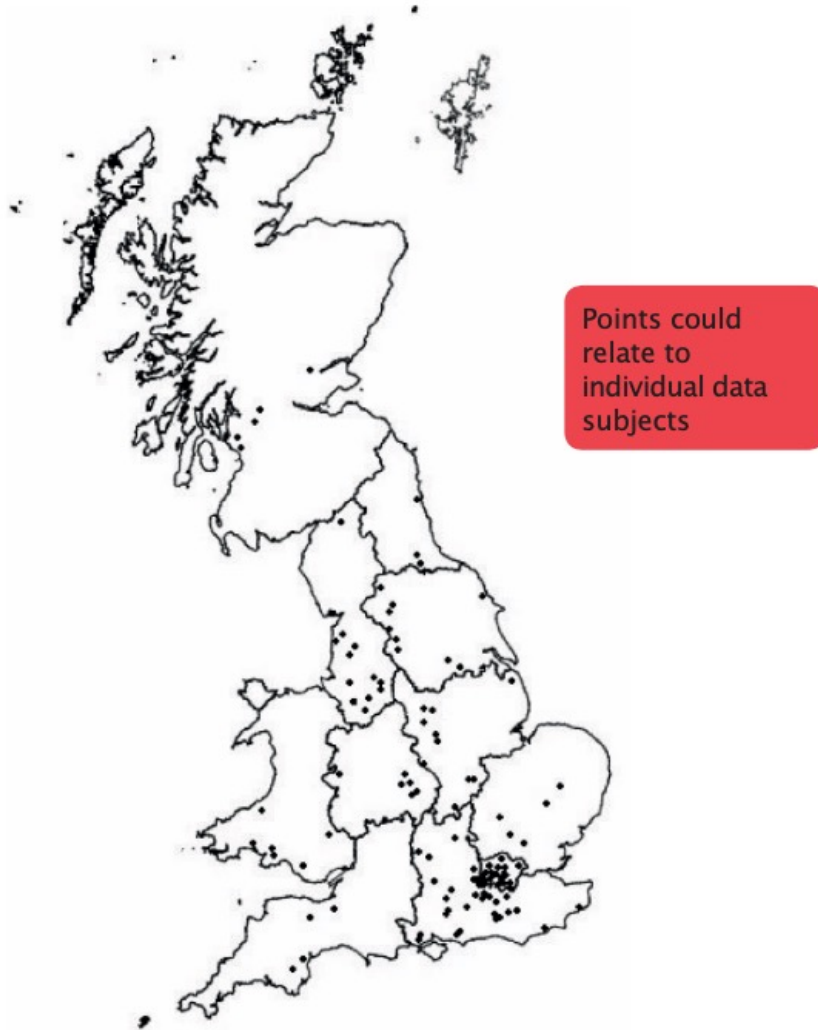 Points could
relate to
individual data
subjects